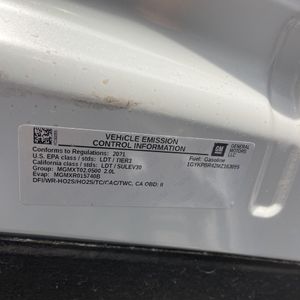 VEHICLE EMISSION
CONTROL INFORMATION
GM
GENERAL
MOTORS
LLC
Conforms to Regulations: 2021
U.S. EPA class / stds: LDT / TIER3
California class / stds: LDT / SULEV30
Group: MGMXT02.0500 2.0L
Evap: MGMXR0157408
Fuel: Gasoline
DFI/WR-HO2S/HO2S/TC/CAC/TWC, CA OBD: II